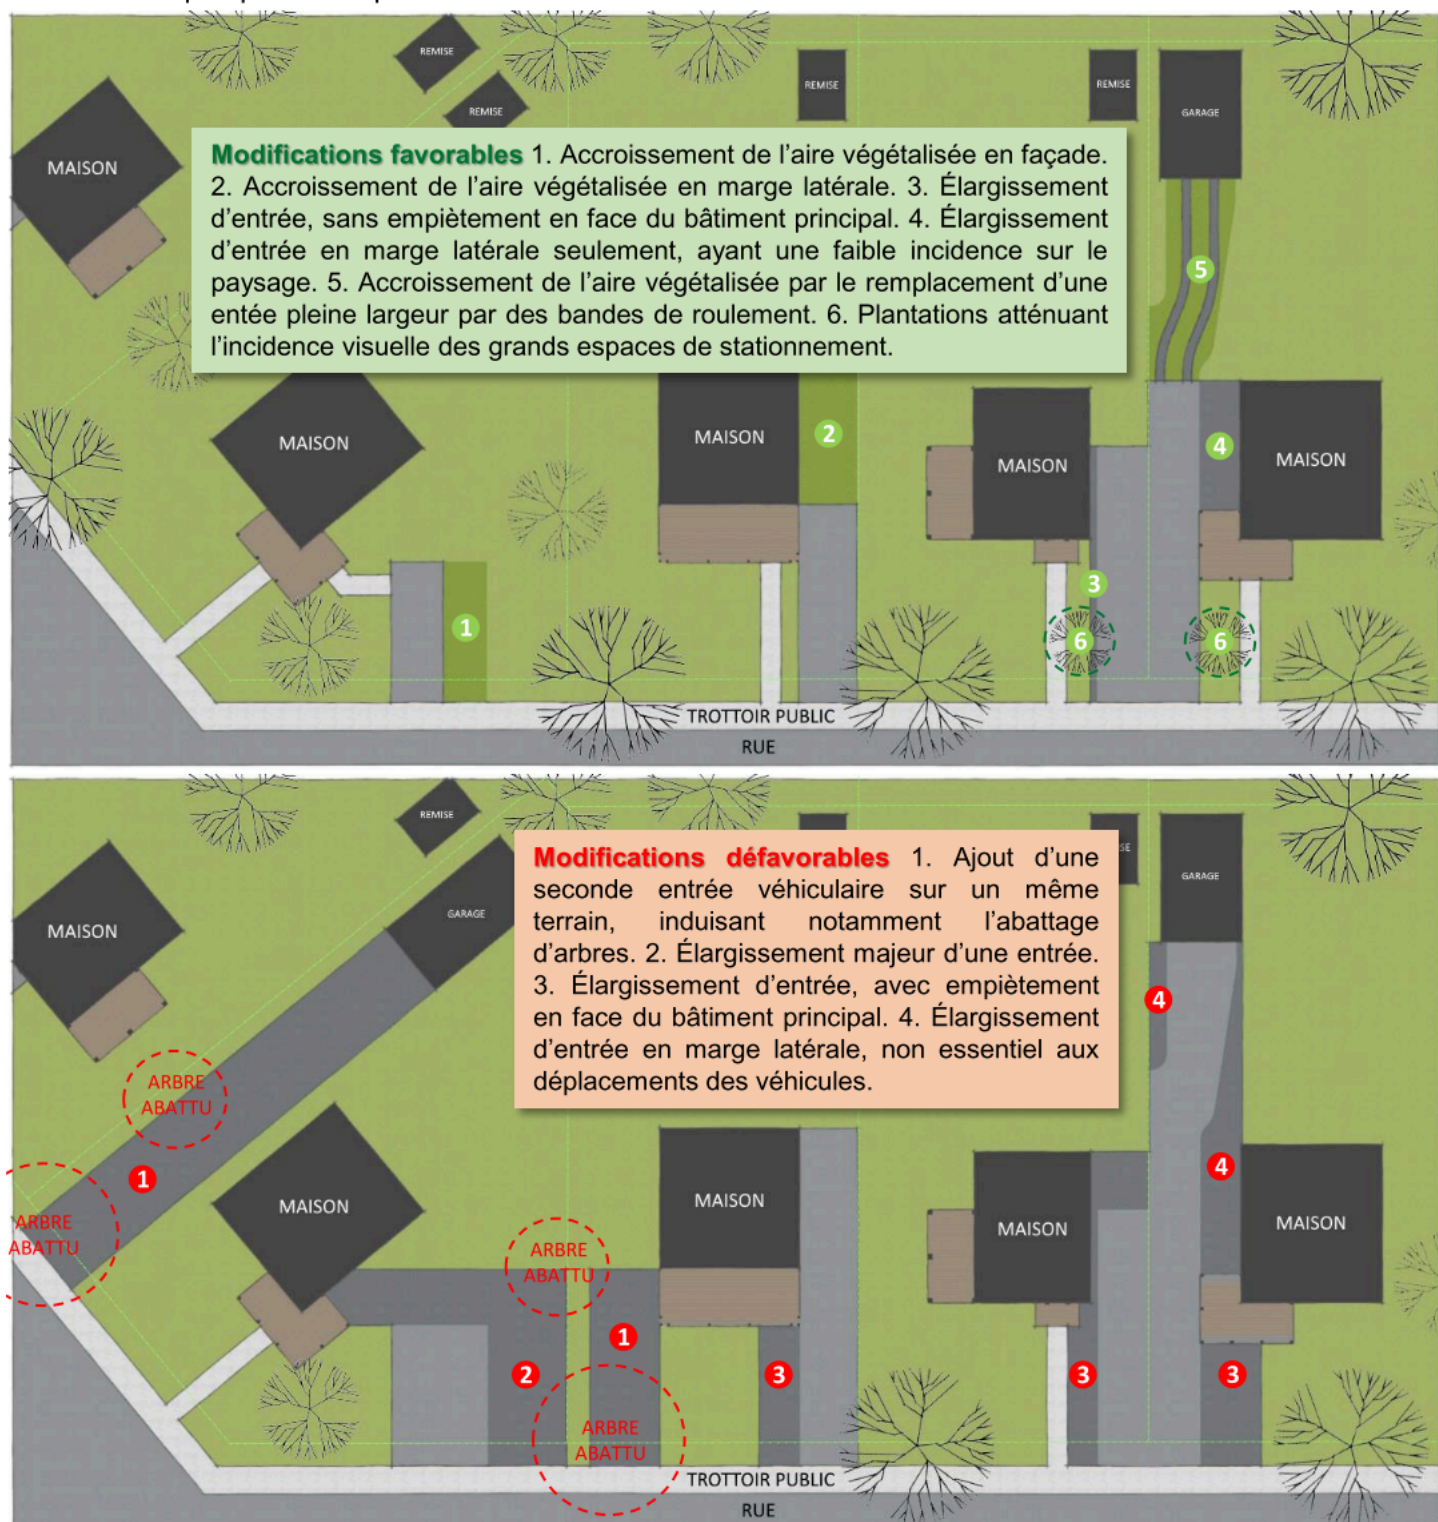 REMISE
REMISE
REMISE
REMISE
GARAGE
MAISON
Modifications favorables 1. Accroissement de l'aire végétalisée en façade.
2. Accroissement de l'aire végétalisée en marge latérale. 3. Élargissement
d'entrée, sans empiètement en face du bâtiment principal. 4. Élargissement
d'entrée en marge latérale seulement, ayant une faible incidence sur le
paysage. 5. Accroissement de l'aire végétalisée par le remplacement d'une
entée pleine largeur par des bandes de roulement. 6. Plantations atténuant
l'incidence visuelle des grands espaces de stationnement.
5
MAISON
MAISON
2
MAISON
4
MAISON
3
1
6
6
TROTTOIR PUBLIC
RUE
REMISE
GARAGE
SE
GARAGE
MAISON
Modifications défavorables 1. Ajout d'une
seconde entrée véhiculaire sur un même
terrain, induisant notamment l'abattage
d'arbres. 2. Élargissement majeur d'une entrée.
3. Élargissement d'entrée, avec empiètement
en face du bâtiment principal. 4. Élargissement
d'entrée en marge latérale, non essentiel aux
déplacements des véhicules.
4
ARBRE
ABATTU
1
4
MAISON
MAISON
MAISON
MAISON
ARBRE
ABATTU
ARBRE
ABATTU
1
2
3
3
3
ARBRE
ABATTU
TROTTOIR PUBLIC
RUE